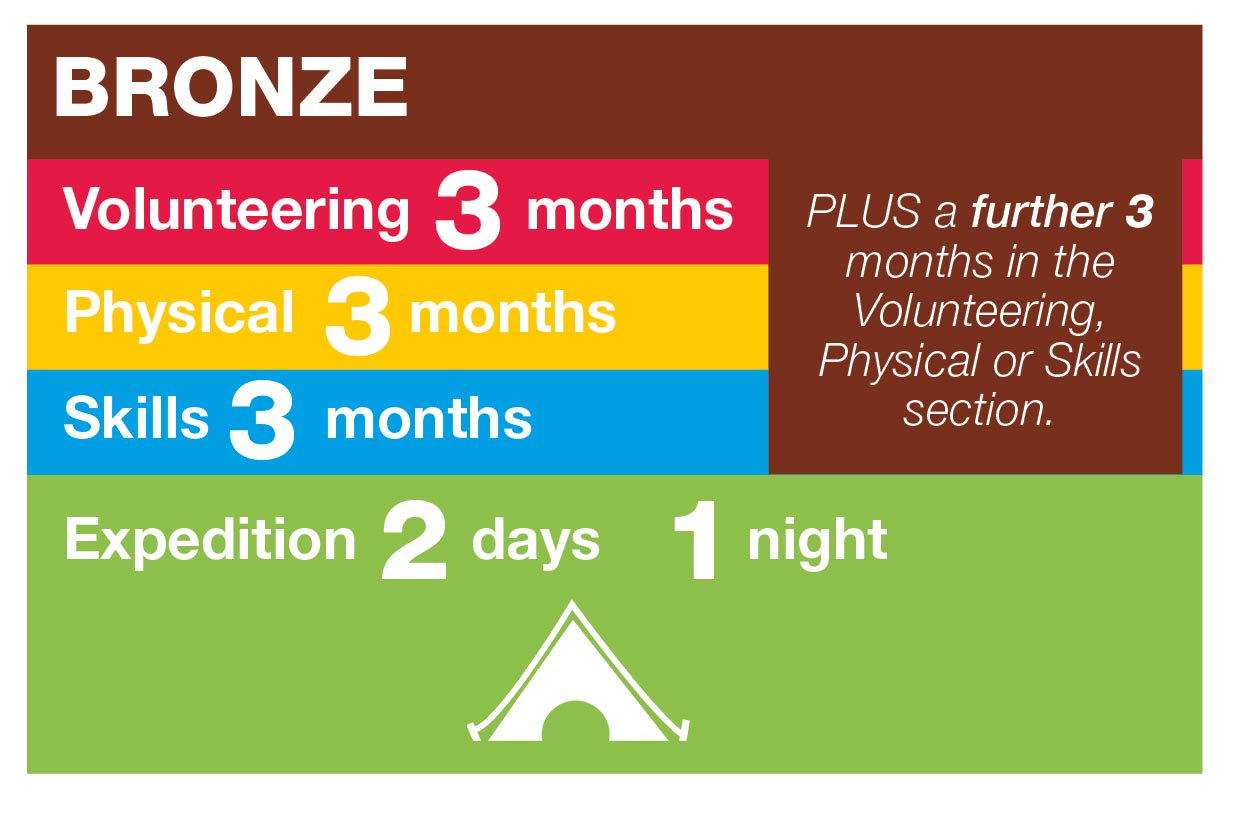 BRONZE
Volunteering 3 months
Physical 3 months
Skills 3 months
PLUS a further 3
months in the
Volunteering,
Physical or Skills
section.
Expedition 2 days 1 night